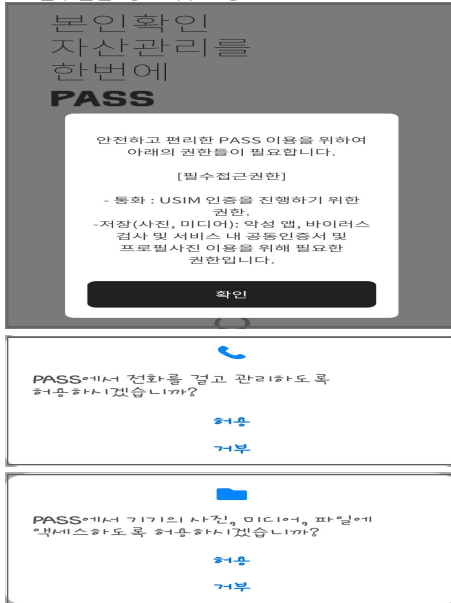 본인확인
자산관리를
한번에
PASS
안전하고 편리한 PASS 이용을 위하여
아래의 권한들이 필요합니다.
[필수접근권한]
- 통화 : USIM 인증을 진행하기 위한
권한.
-저장(사진, 미디어): 악성 앱, 바이러스
검사 및 서비스 내 공동인증서 및
프로필사진 이용을 위해 필요한
권한입니다.
확인
PASS에서 전화를 걸고 관리하도록
허용하시겠습니까?
허용
거부
PASS에서 기기의 사진, 미디어, 파일에
액세스하도록 허용하시겠습니까?
허용
거부